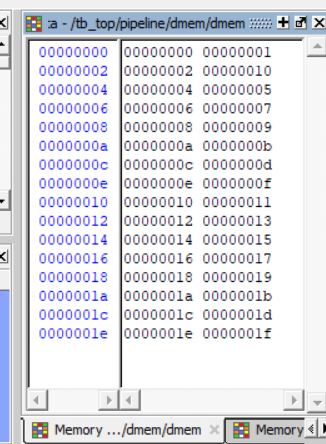 :a - /tb_top/pipeline/dmem/dmem
00000000 00000000 00000001
00000002 00000002 00000010
00000004 00000004 00000005
00000006 00000006 00000007
00000008 00000008 00000009
0000000a 0000000a 0000000b
0000000c 0000000c 0000000d
0000000e 0000000e 0000000f
00000010 00000010 00000011
00000012 00000012 00000013
00000014 00000014 00000015
00000016 00000016 00000017
00000018 00000018 00000019
0000001a 0000001a 0000001b
0000001c 0000001c 0000001d
0000001e 0000001e 0000001f
Memory .../dmem/dmem Memory